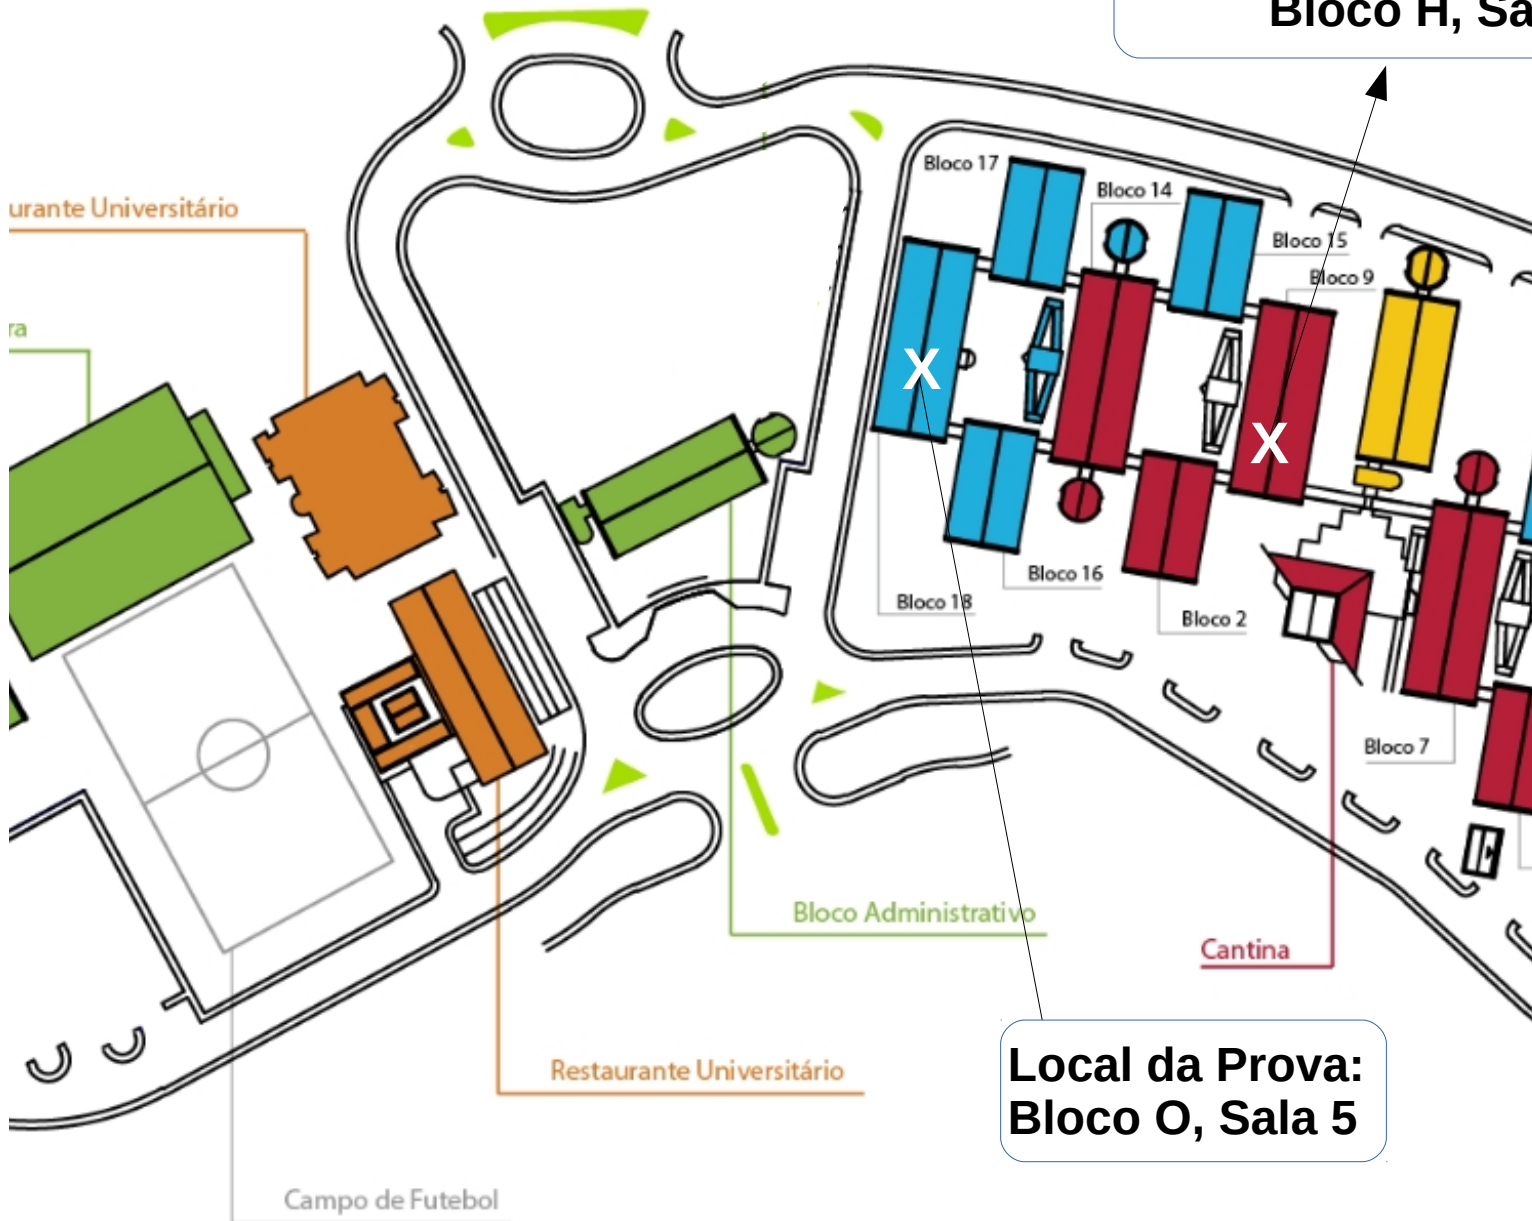 Bloco H, Sa
Bloco 17
Bloco 14
urante Universitário
Bloco 15
Bloco 9
ra
X
X
Bloco 16
Bloco 18
Bloco 2
Bloco 7
Bloco Administrativo
Cantina
Local da Prova:
Bloco O, Sala 5
Restaurante Universitário
Campo de Futebol